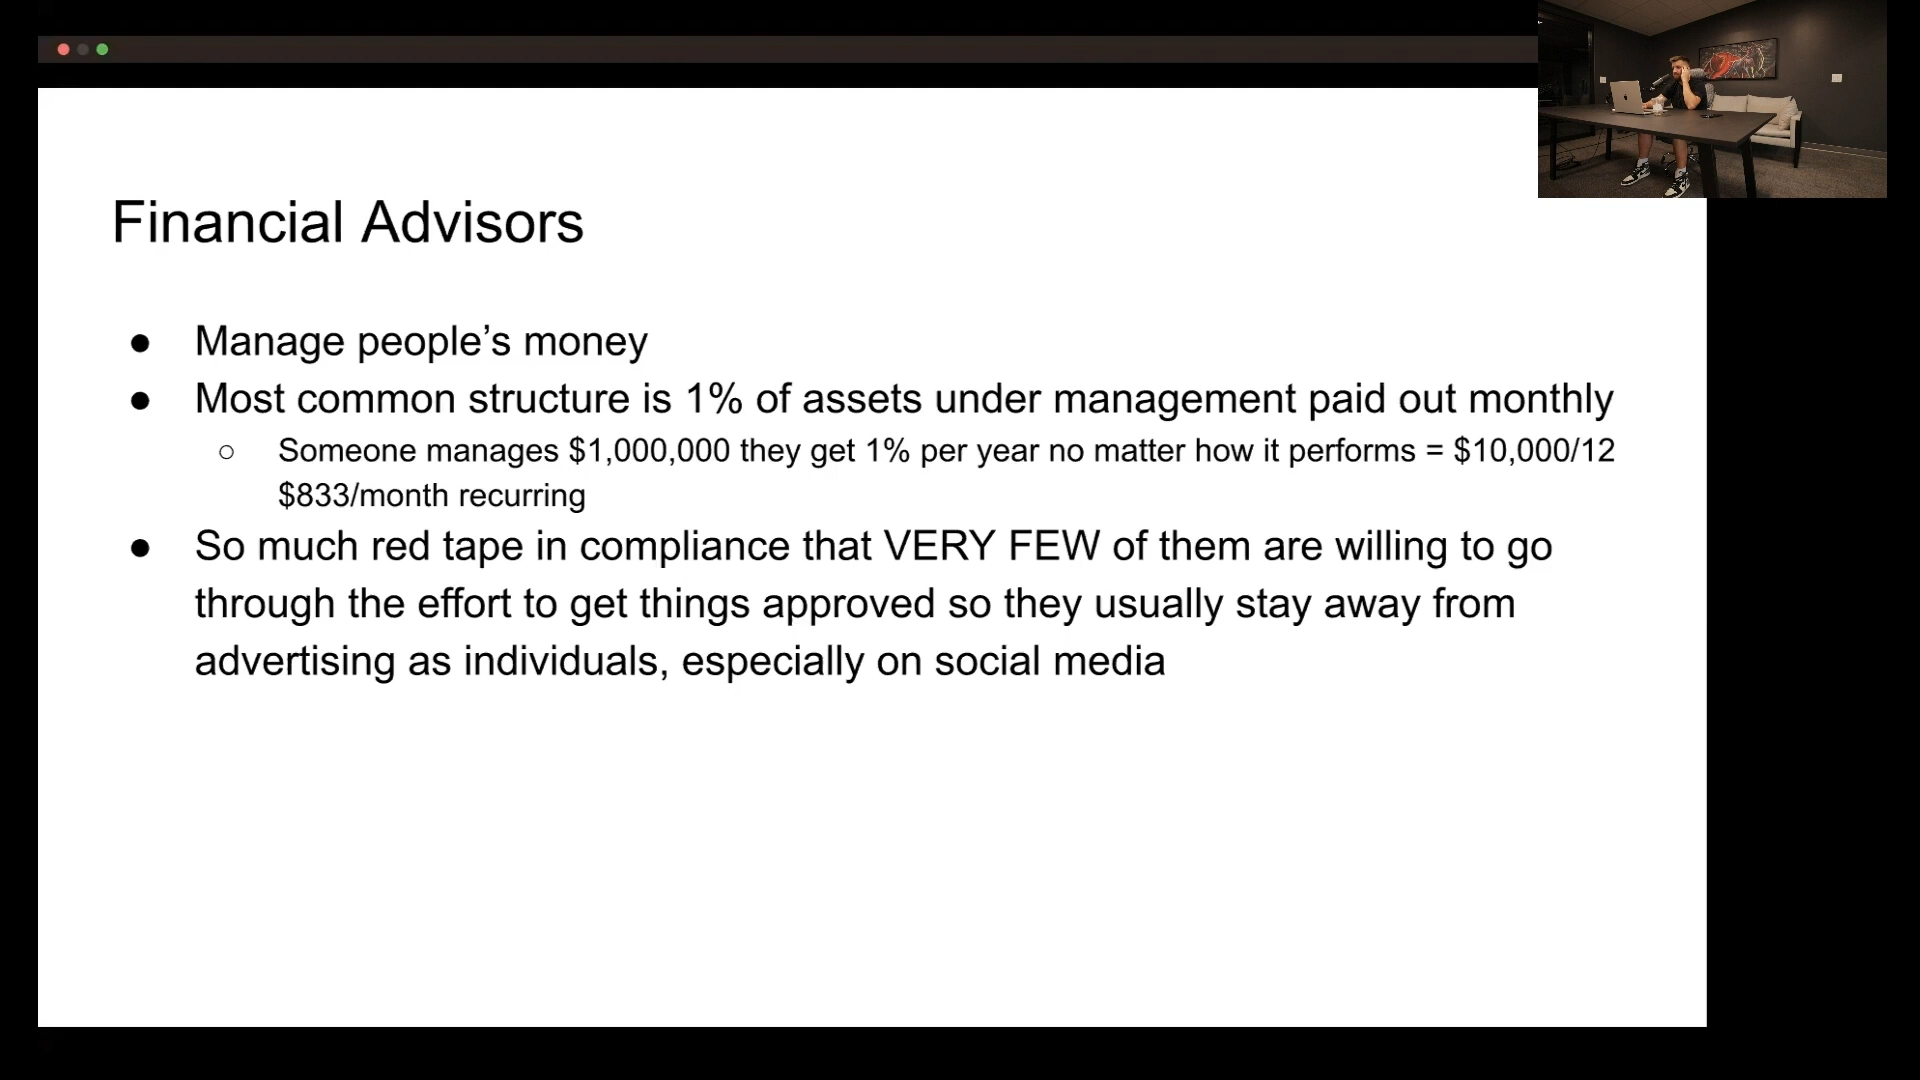 Financial Advisors
● Manage people’s money
● Most common structure is 1% of assets under management paid out monthly
○ Someone manages $1,000,000 they get 1% per year no matter how it performs = $10,000/12
$833/month recurring
● So much red tape in compliance that VERY FEW of them are willing to go
through the effort to get things approved so they usually stay away from
advertising as individuals, especially on social media